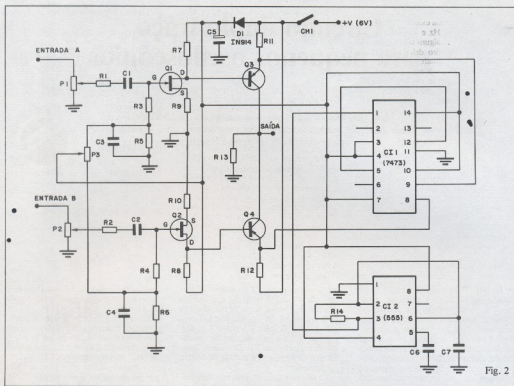 ENTRADA A
P1
R1
C1
G
Q1
D
S
R3
R5
C3
P3
R7
R9
C5
D1
IN914
R11
CH1
+V (6V)
Q3
SAÍDA
R13
R10
ENTRADA B
P2
R2
C2
G
Q2
S
D
R4
R8
C4
R6
Q4
R12
CI 1
(7473)
1
2
3
4
5
6
7
14
13
12
11
10
9
8
CI 2
(555)
1
2
3
4
8
7
6
5
R14
C6
C7
Fig. 2